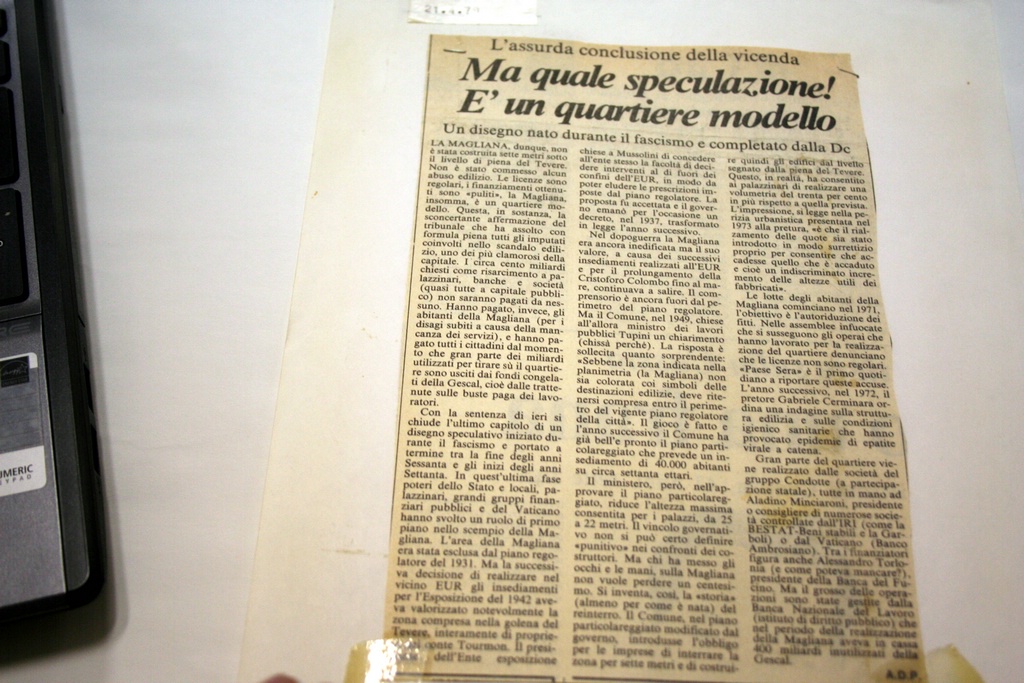 21.4.79
L'assurda conclusione della vicenda
Ma quale speculazione!
E' un quartiere modello
Un disegno nato durante il fascismo e completato dalla Dc
LA MAGLIANA, dunque, non
è stata costruita sette metri sotto
il livello di piena del Tevere.
Non è stato commesso alcun
abuso edilizio. Le licenze sono
regolari, i finanziamenti ottenu-
ti sono «puliti», la Magliana,
insomma, è un quartiere mo-
dello. Questa, in sostanza, la
sconcertante affermazione del
tribunale che ha assolto con
formula piena tutti gli imputati
coinvolti nello scandalo edili-
zio, uno dei più clamorosi della
capitale. I circa cento miliardi
chiesti come risarcimento a pa-
lazzinari, banche e società
(quasi tutte a capitale pubbli-
co) non saranno pagati da nes-
suno. Hanno pagato, invece, gli
abitanti della Magliana (per i
disagi subiti a causa della man-
canza dei servizi), e hanno pa-
gato tutti i cittadini dal momen-
to che gran parte dei miliardi
utilizzati per tirare sù il quartie-
re sono usciti dai fondi congela-
ti della Gescal, cioè dalle tratte-
nute sulle buste paga dei lavo-
ratori.
Con la sentenza di ieri si
chiude l'ultimo capitolo di un
disegno speculativo iniziato du-
rante il fascismo e portato a
termine tra la fine degli anni
Sessanta e gli inizi degli anni
Settanta. In quest'ultima fase
poteri dello Stato e locali, pa-
lazzinari, grandi gruppi finan-
ziari pubblici e del Vaticano
hanno svolto un ruolo di primo
piano nello scempio della Ma-
gliana. L'area della Magliana
era stata esclusa dal piano rego-
latore del 1931. Ma la successi-
va decisione di realizzare nel
vicino EUR gli insediamenti
per l'Esposizione del 1942 ave-
va valorizzato notevolmente la
zona compresa nella golena del
Tevere, interamente di proprie-
conte Tourmon. Il presi-
dell'Ente esposizione
chiese a Mussolini di concedere
all'ente stesso la facoltà di deci-
dere interventi al di fuori dei
confini dell'EUR, in modo da
poter eludere le prescrizioni im-
poste dal piano regolatore. La
proposta fu accettata e il gover-
no emanò per l'occasione un
decreto, nel 1937, trasformato
in legge l'anno successivo.
Nel dopoguerra la Magliana
era ancora inedificata ma il suo
valore, a causa dei successivi
insediamenti realizzati all'EUR
e per il prolungamento della
Cristoforo Colombo fino al ma-
re, continuava a salire. Il com-
prensorio è ancora fuori dal pe-
rimetro del piano regolatore.
Ma il Comune, nel 1949, chiese
all'allora ministro dei lavori
pubblici Tupini un chiarimento
(chissà perchè). La risposta è
sollecita quanto sorprendente:
«Sebbene la zona indicata nella
planimetria (la Magliana) non
sia colorata coi simboli delle
destinazioni edilizie, deve rite-
nersi compresa entro il perime-
tro del vigente piano regolatore
della città». Il gioco è fatto e
l'anno successivo il Comune ha
già bell'e pronto il piano parti-
colareggiato che prevede un in-
sediamento di 40.000 abitanti
su circa settanta ettari.
Il ministero, però, nell'ap-
provare il piano particolareg-
giato, riduce l'altezza massima
consentita per i palazzi, da 25
a 22 metri. Il vincolo governati-
vo non si può certo definire
«punitivo» nei confronti dei co-
struttori. Ma chi ha messo gli
occhi e le mani, sulla Magliana
non vuole perdere un centesi-
mo. Si inventa, così, la «storia»
(almeno per come è nata) del
reinterro. Il Comune, nel piano
particolareggiato modificato dal
governo, introdusse l'obbligo
per le imprese di interrare la
zona per sette metri e di costrui-
re quindi gli edifici dal livello
segnato dalla piena del Tevere.
Questo, in realtà, ha consentito
ai palazzinari di realizzare una
volumetria del trenta per cento
in più rispetto a quella prevista.
L'impressione, si legge nella pe-
rizia urbanistica presentata nel
1973 alla pretura, «è che il rial-
zamento delle quote sia stato
introdotto in modo surrettizio
proprio per consentire che ac-
cadesse quello che è accaduto
e cioè un indiscriminato incre-
mento delle altezze utili dei
fabbricati».
Le lotte degli abitanti della
Magliana cominciano nel 1971,
l'obiettivo è l'autoriduzione dei
fitti. Nelle assemblee infuocate
che si susseguono gli operai che
hanno lavorato per la realizza-
zione del quartiere denunciano
che le licenze non sono regolari.
«Paese Sera» è il primo quoti-
diano a riportare queste accuse.
L'anno successivo, nel 1972, il
pretore Gabriele Cerminara or-
dina una indagine sulla struttu-
ra edilizia e sulle condizioni
igienico sanitarie che hanno
provocato epidemie di epatite
virale a catena.
Gran parte del quartiere vie-
ne realizzato dalle società del
gruppo Condotte (a partecipa-
zione statale), tutte in mano ad
Aladino Minciaroni, presidente
o consigliere di numerose socie-
tà controllate dall'IRI (come la
BESTAT-Beni stabili e la Gar-
boli) o dal Vaticano (Banco
Ambrosiano). Tra i finanziatori
figura anche Alessandro Torlo-
nia (e come poteva mancare?),
presidente della Banca del Fu-
cino. Ma il grosso delle opera-
zioni sono state gestite dalla
Banca Nazionale del Lavoro
(istituto di diritto pubblico) che
nel periodo della realizzazione
della Magliana aveva in cassa
400 miliardi inutilizzati della
Gescal.
A.D.P.
NUMERIC
KEYPAD